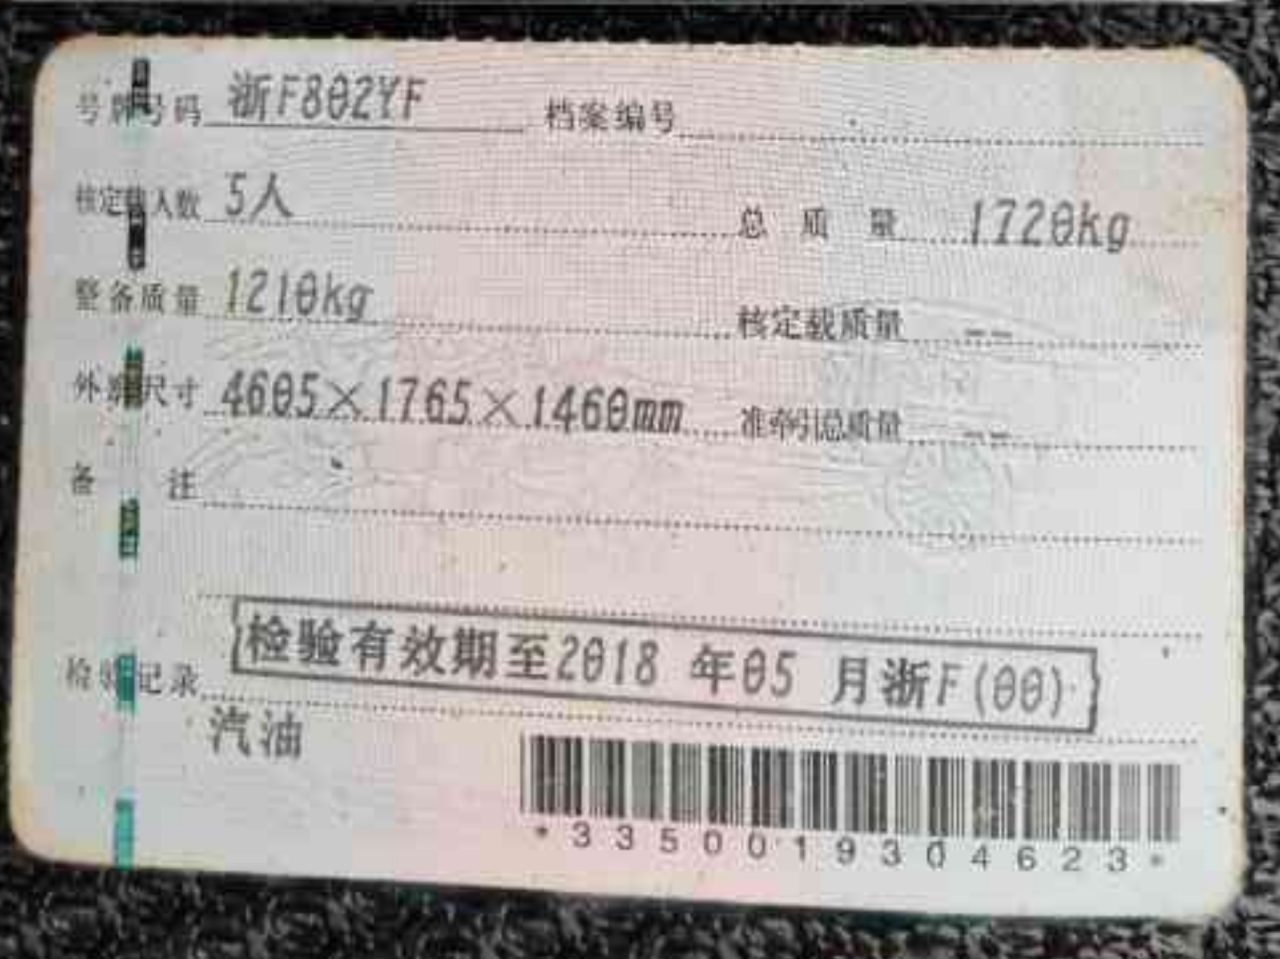 号牌号码 浙F802YF 档案编号
核定载人数 5人 总质量 1720kg
整备质量 1210kg 核定载质量 --
外廓尺寸 4605×1765×1460mm 准牵引总质量 --
备注
检验记录 检验有效期至2018年05月浙F(00)
汽油
*3350019304623*